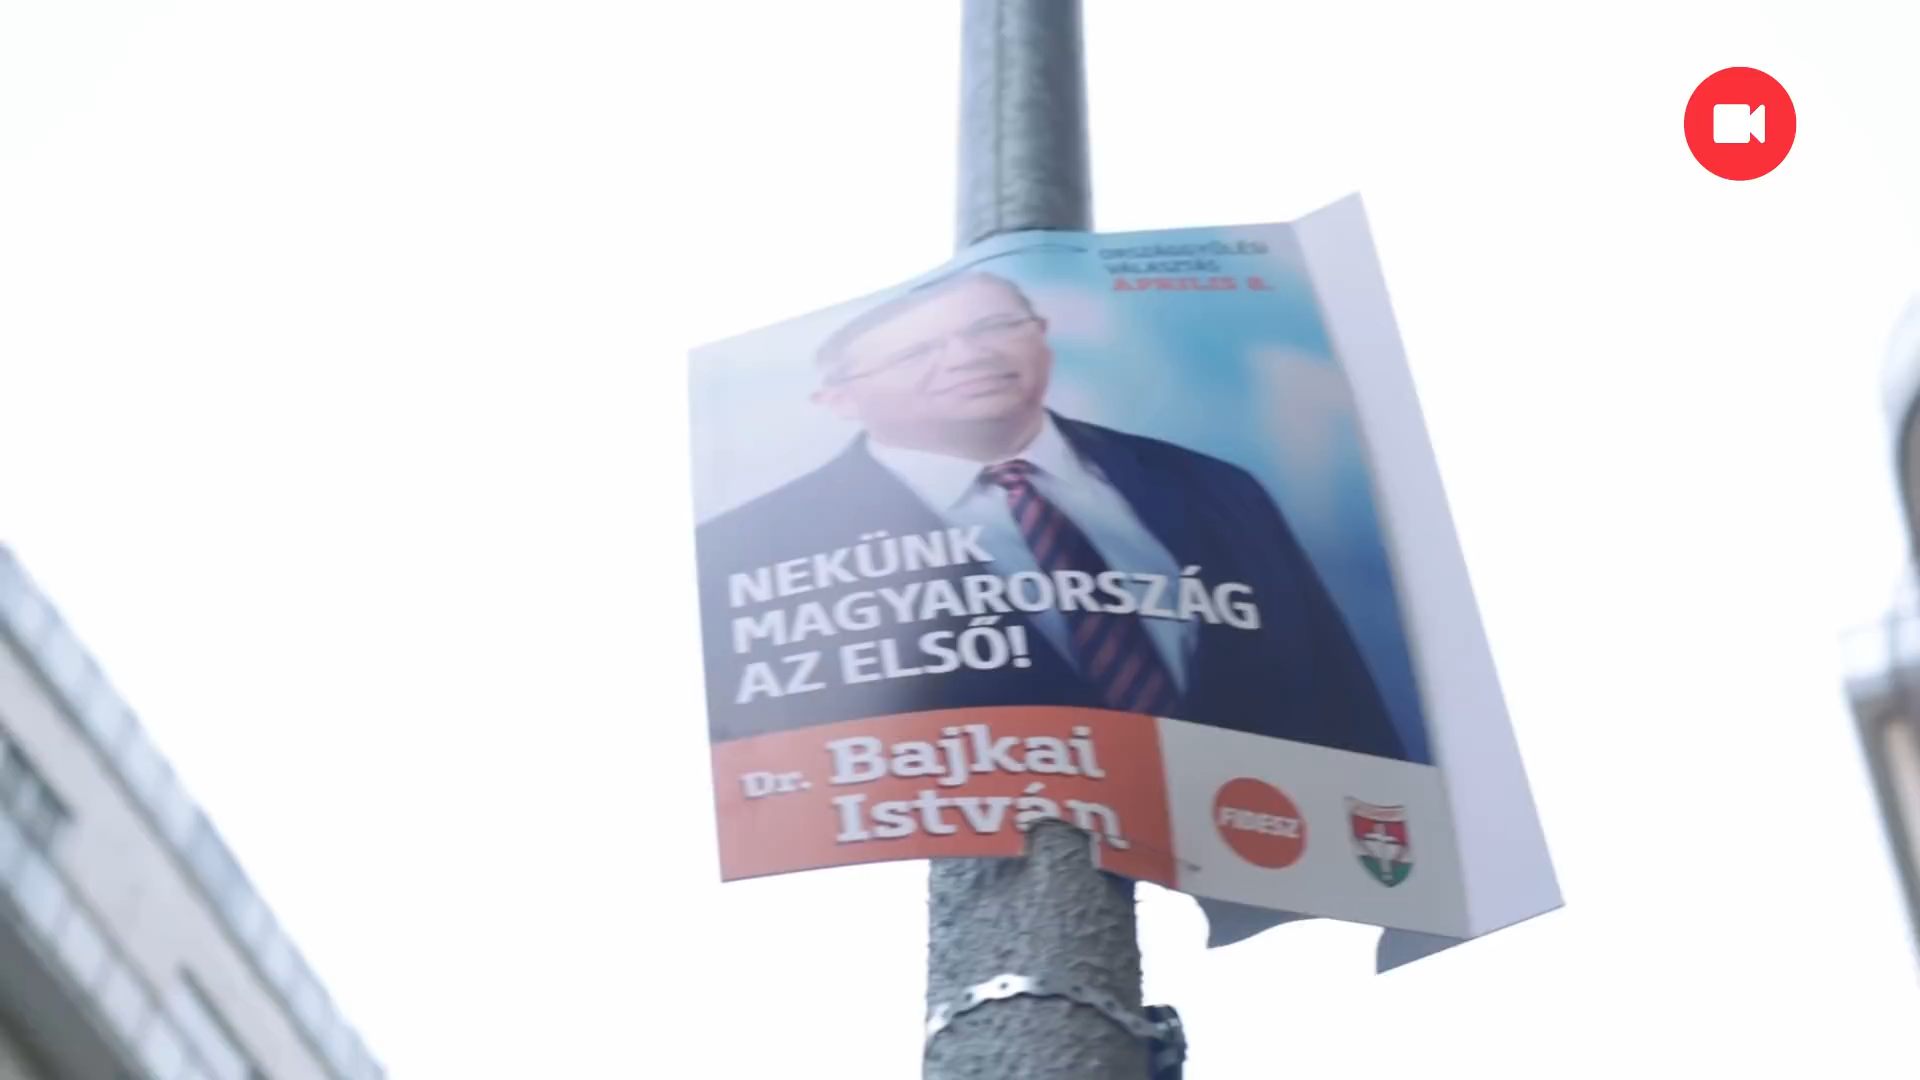 ORSZÁGGYŰLÉSI
VÁLASZTÁS
ÁPRILIS 8.
NEKÜNK
MAGYARORSZÁG
AZ ELSŐ!
Dr. Bajkai
István
FIDESZ